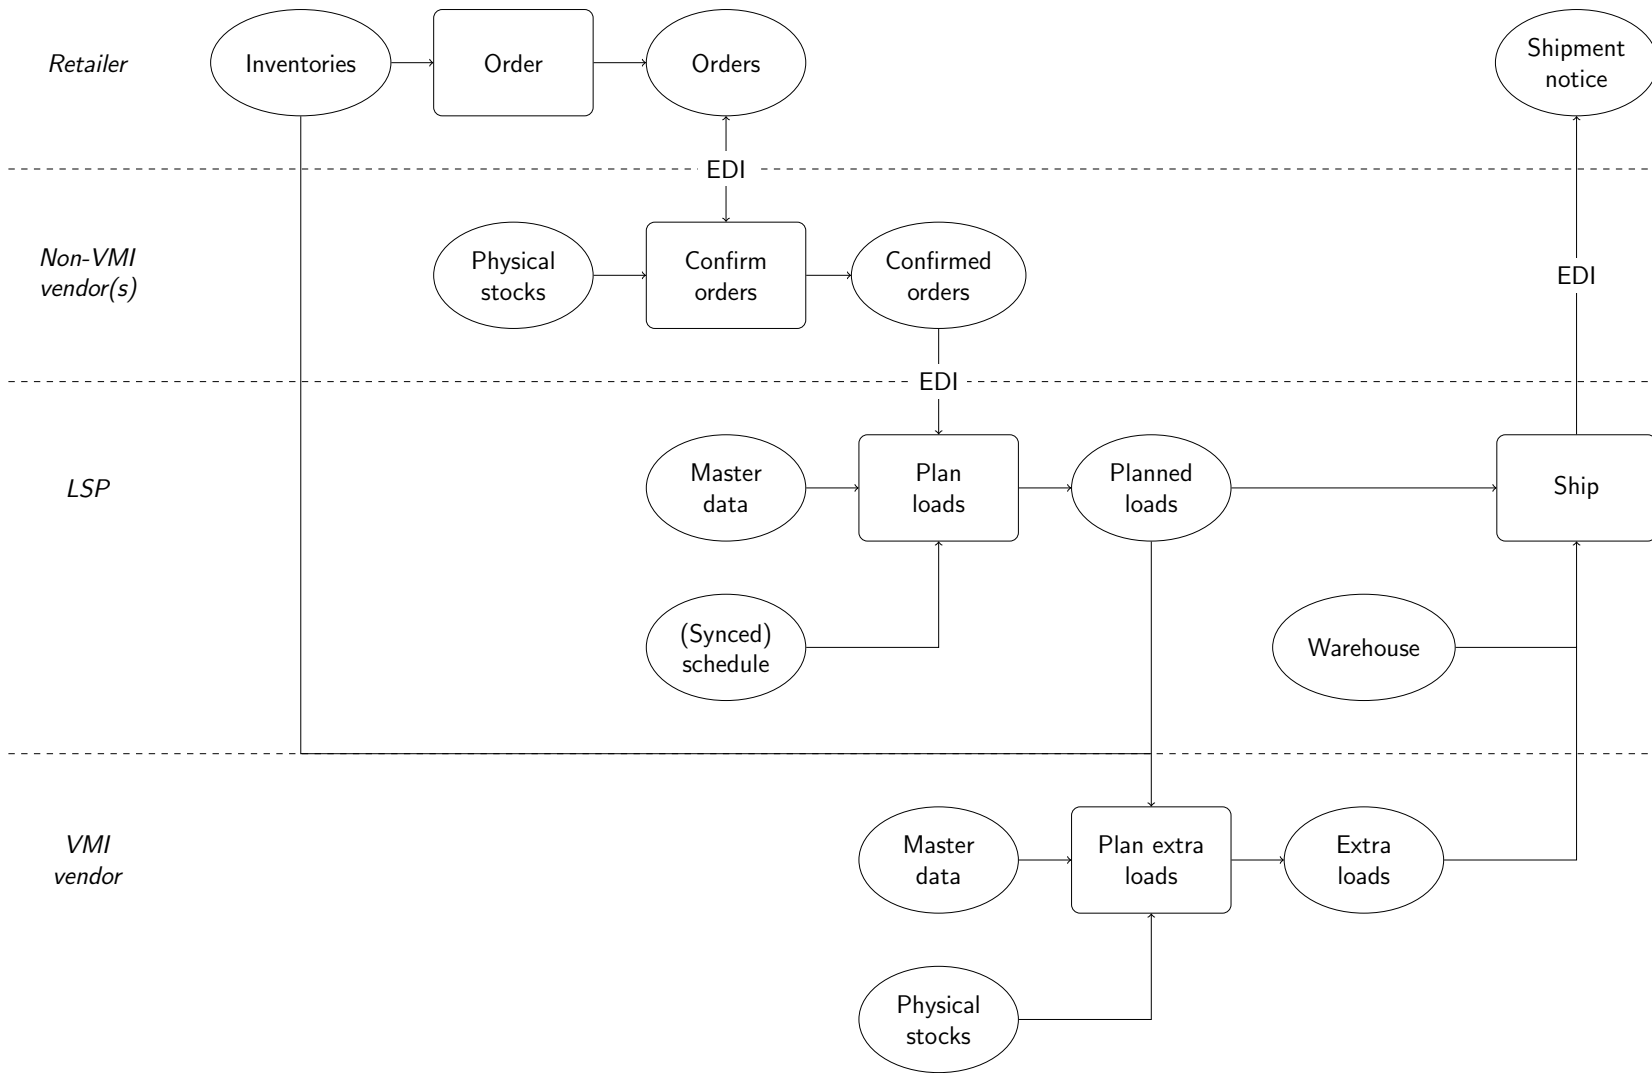 Retailer
Inventories
Order
Orders
Shipment
notice
EDI
Non-VMI
vendor(s)
Physical
stocks
Confirm
orders
Confirmed
orders
EDI
EDI
LSP
Master
data
Plan
loads
Planned
loads
Ship
(Synced)
schedule
Warehouse
VMI
vendor
Master
data
Plan extra
loads
Extra
loads
Physical
stocks